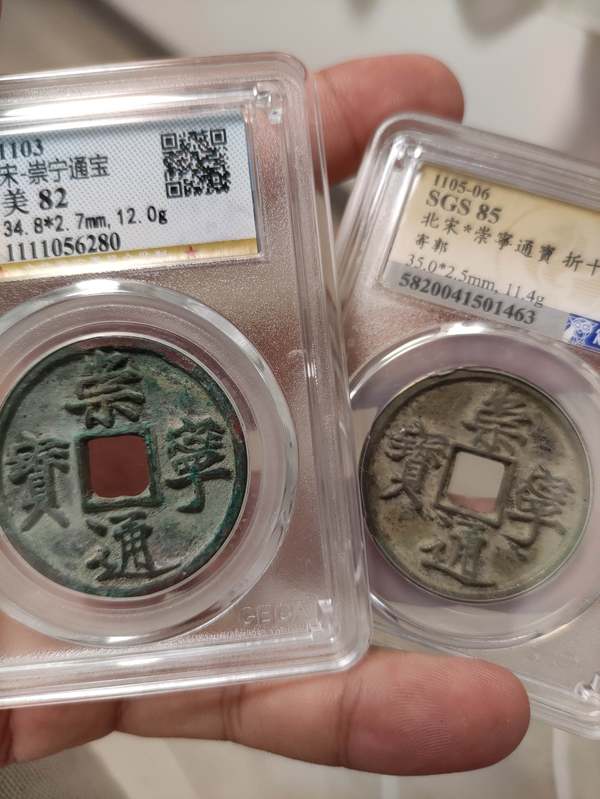 1103
宋-崇宁通宝
美 82
34.8*2.7mm, 12.0g
1111056280
崇
寧
通
寶
1105-06
SGS 85
北宋*崇寧通寶 折十
寄郭
35.0*2.5mm, 11.4g
5820041501463
崇
寧
通
寶